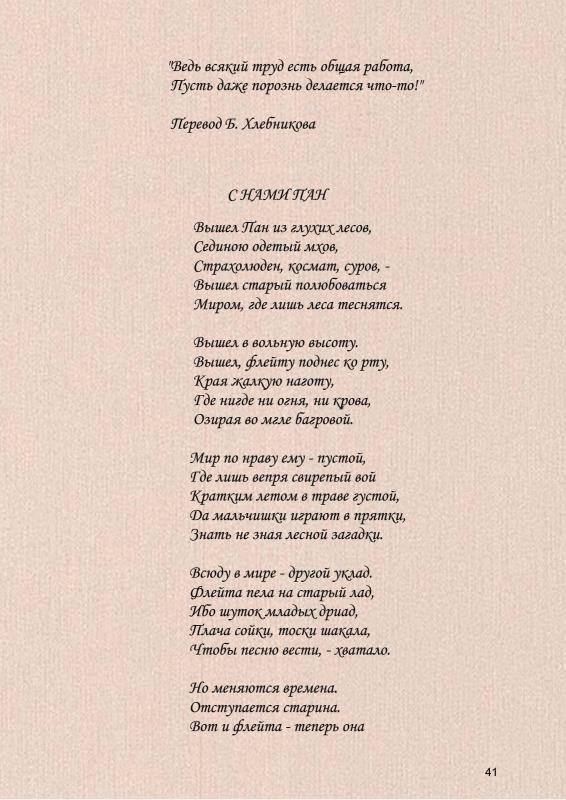 "Ведь всякий труд есть общая работа,
Пусть даже порознь делается что-то!"
Перевод Б. Хлебникова
С НАМИ ПАН
Вышел Пан из глухих лесов,
Сединою одетый мхов,
Страхолюден, космат, суров, -
Вышел старый полюбоваться
Миром, где лишь леса теснятся.
Вышел в вольную высоту.
Вышел, флейту поднес ко рту,
Края жалкую наготу,
Где нигде ни огня, ни крова,
Озирая во мгле багровой.
Мир по нраву ему - пустой,
Где лишь вепря свирепый вой
Кратким летом в траве густой,
Да мальчишки играют в прятки,
Знать не зная лесной загадки.
Всюду в мире - другой уклад.
Флейта пела на старый лад,
Ибо шуток младых дриад,
Плача сойки, тоски шакала,
Чтобы песню вести, - хватало.
Но меняются времена.
Отступается старина.
Вот и флейта - теперь она
41